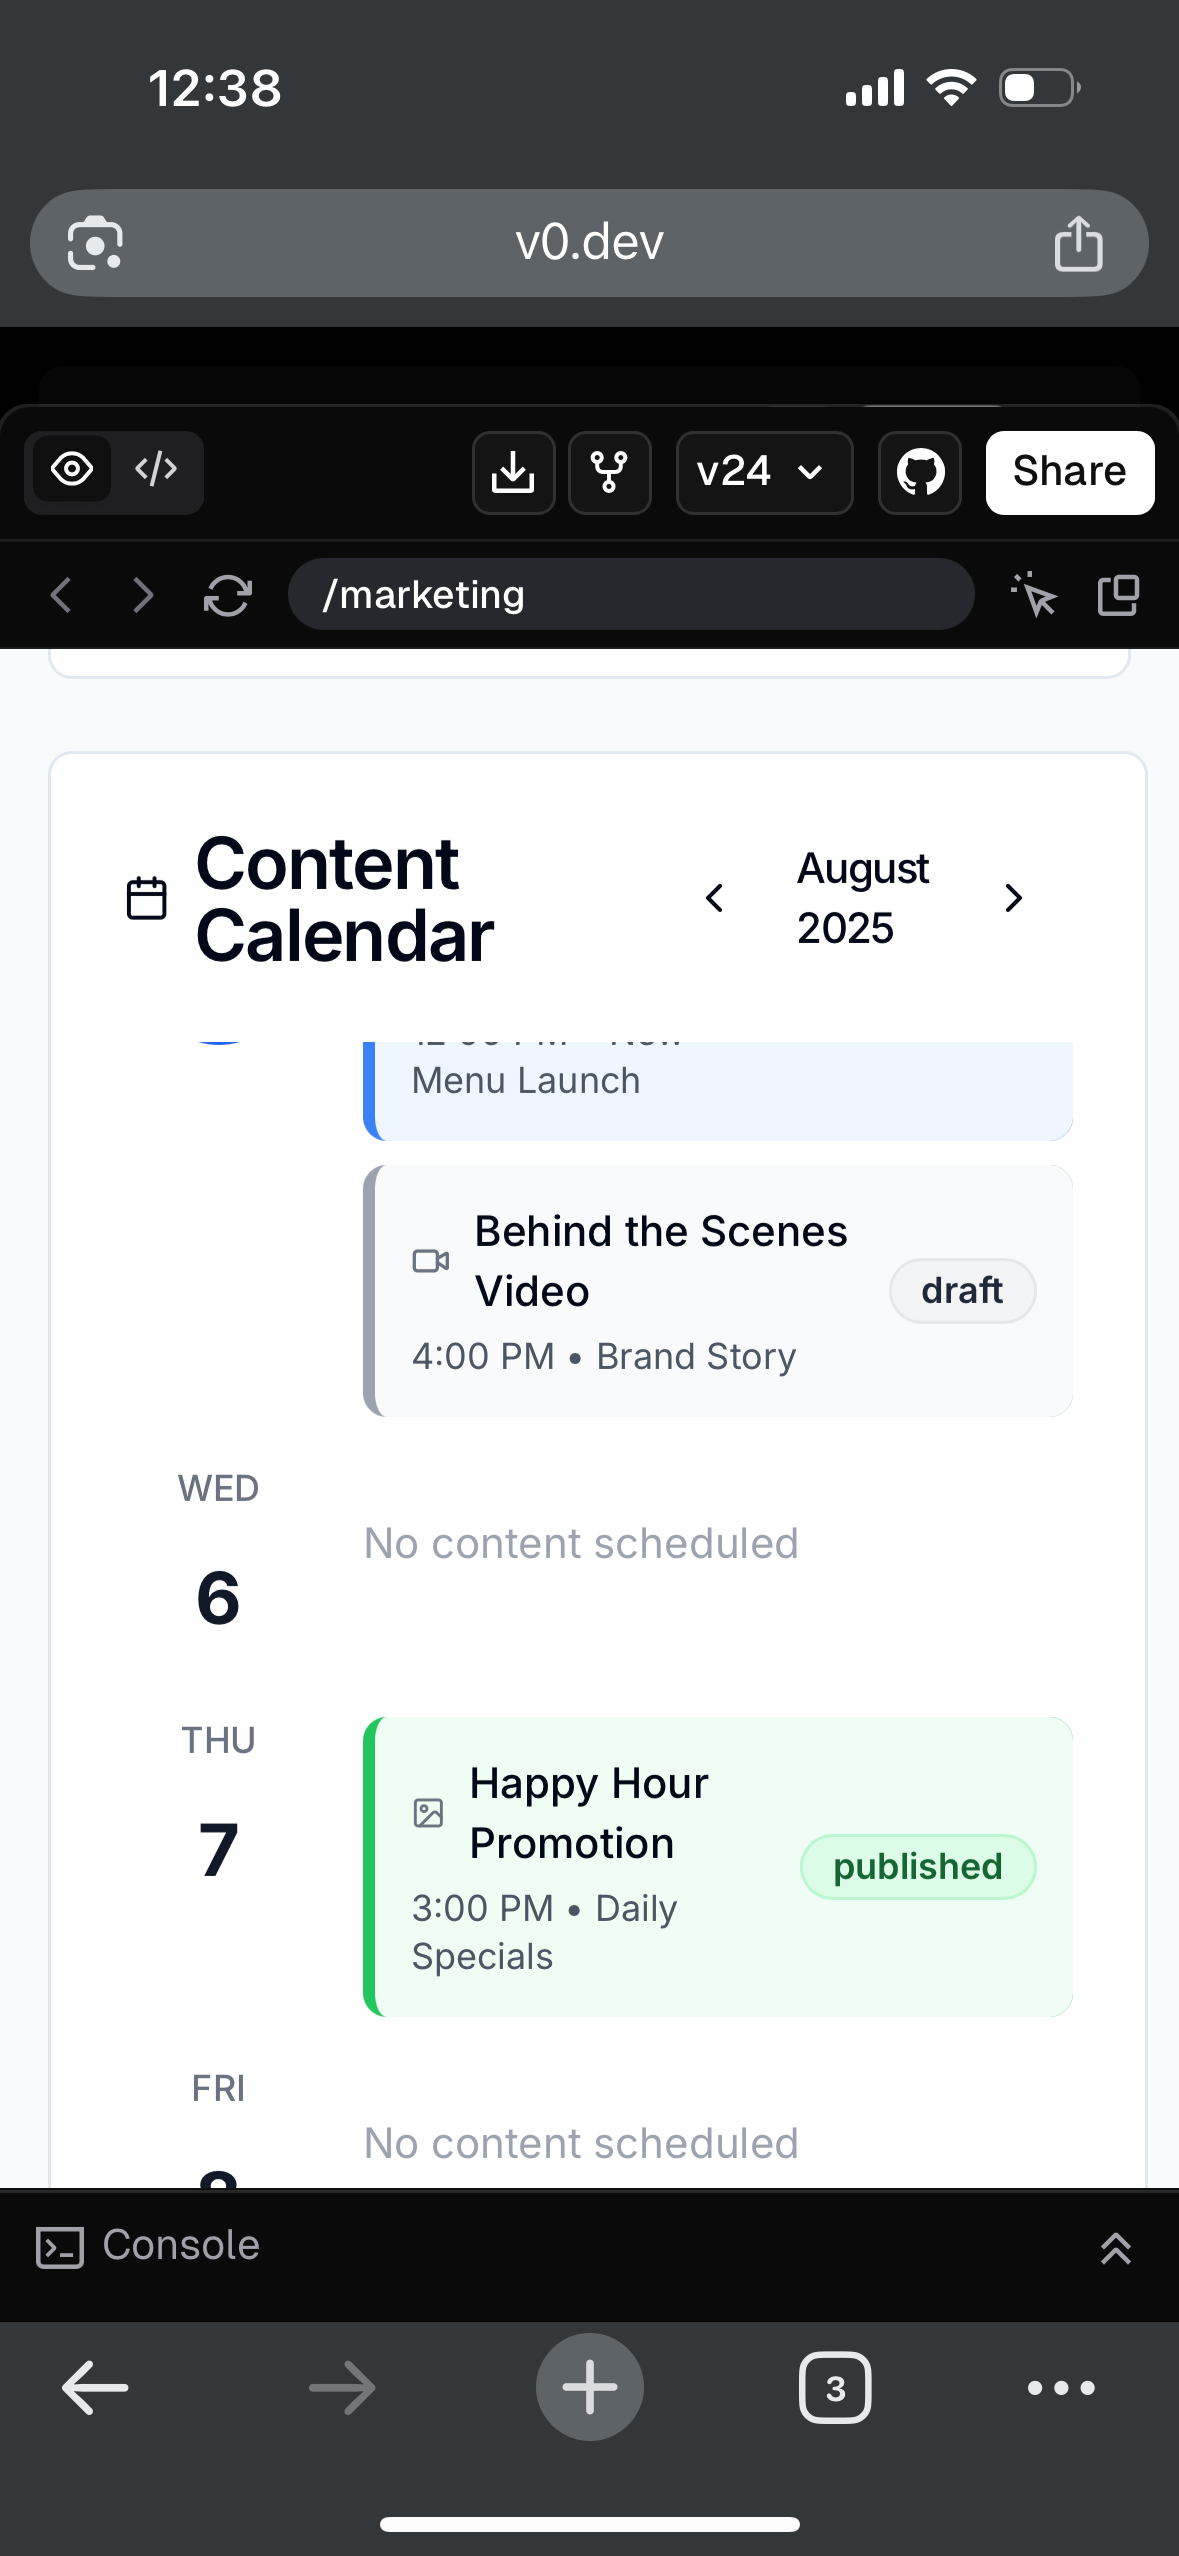 12:38
v0.dev
v24
Share
/marketing
Content
Calendar
August
2025
Menu Launch
Behind the Scenes
Video
draft
4:00 PM • Brand Story
WED
6
No content scheduled
THU
7
Happy Hour
Promotion
published
3:00 PM • Daily
Specials
FRI
No content scheduled
Console
3